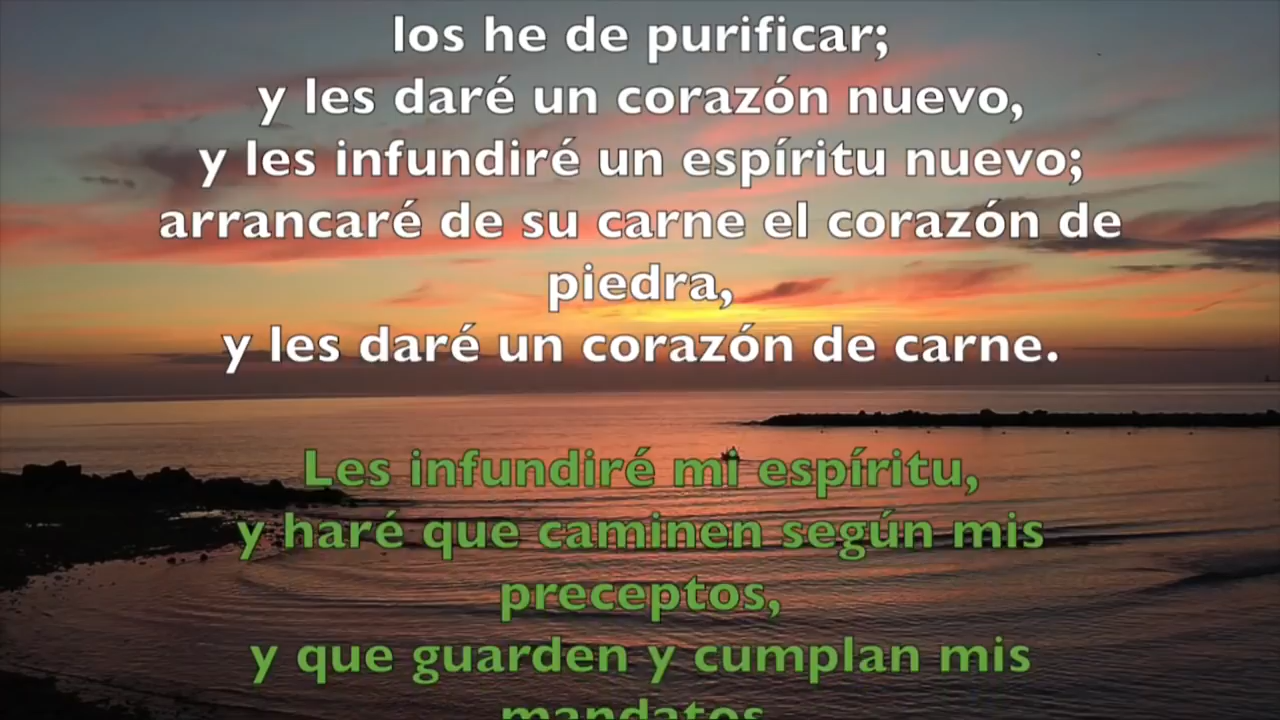 los he de purificar;
y les daré un corazón nuevo,
y les infundiré un espíritu nuevo;
arrancaré de su carne el corazón de
piedra,
y les daré un corazón de carne.
Les infundiré mi espíritu,
y haré que caminen según mis
preceptos,
y que guarden y cumplan mis
mandatos